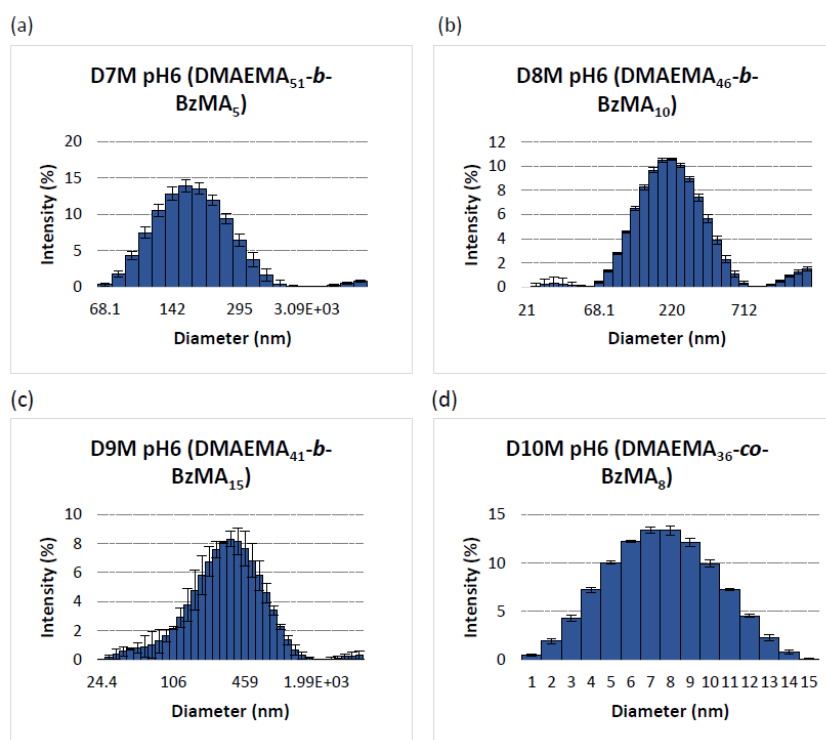 (a)
D7M pH6 (DMAEMA₅₁-b-
BzMA₅)
Intensity (%)
20
15
10
5
0
68.1 142 295 3.09E+03
Diameter (nm)
(b)
D8M pH6 (DMAEMA₄₆-b-
BzMA₁₀)
Intensity (%)
12
10
8
6
4
2
0
21 68.1 220 712
Diameter (nm)
(c)
D9M pH6 (DMAEMA₄₁-b-
BzMA₁₅)
Intensity (%)
10
8
6
4
2
0
24.4 106 459 1.99E+03
Diameter (nm)
(d)
D10M pH6 (DMAEMA₃₆-co-
BzMA₈)
Intensity (%)
15
10
5
0
1 2 3 4 5 6 7 8 9 10 11 12 13 14 15
Diameter (nm)